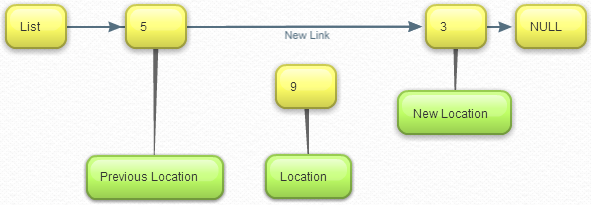 List
5
New Link
3
NULL
9
New Location
Previous Location
Location